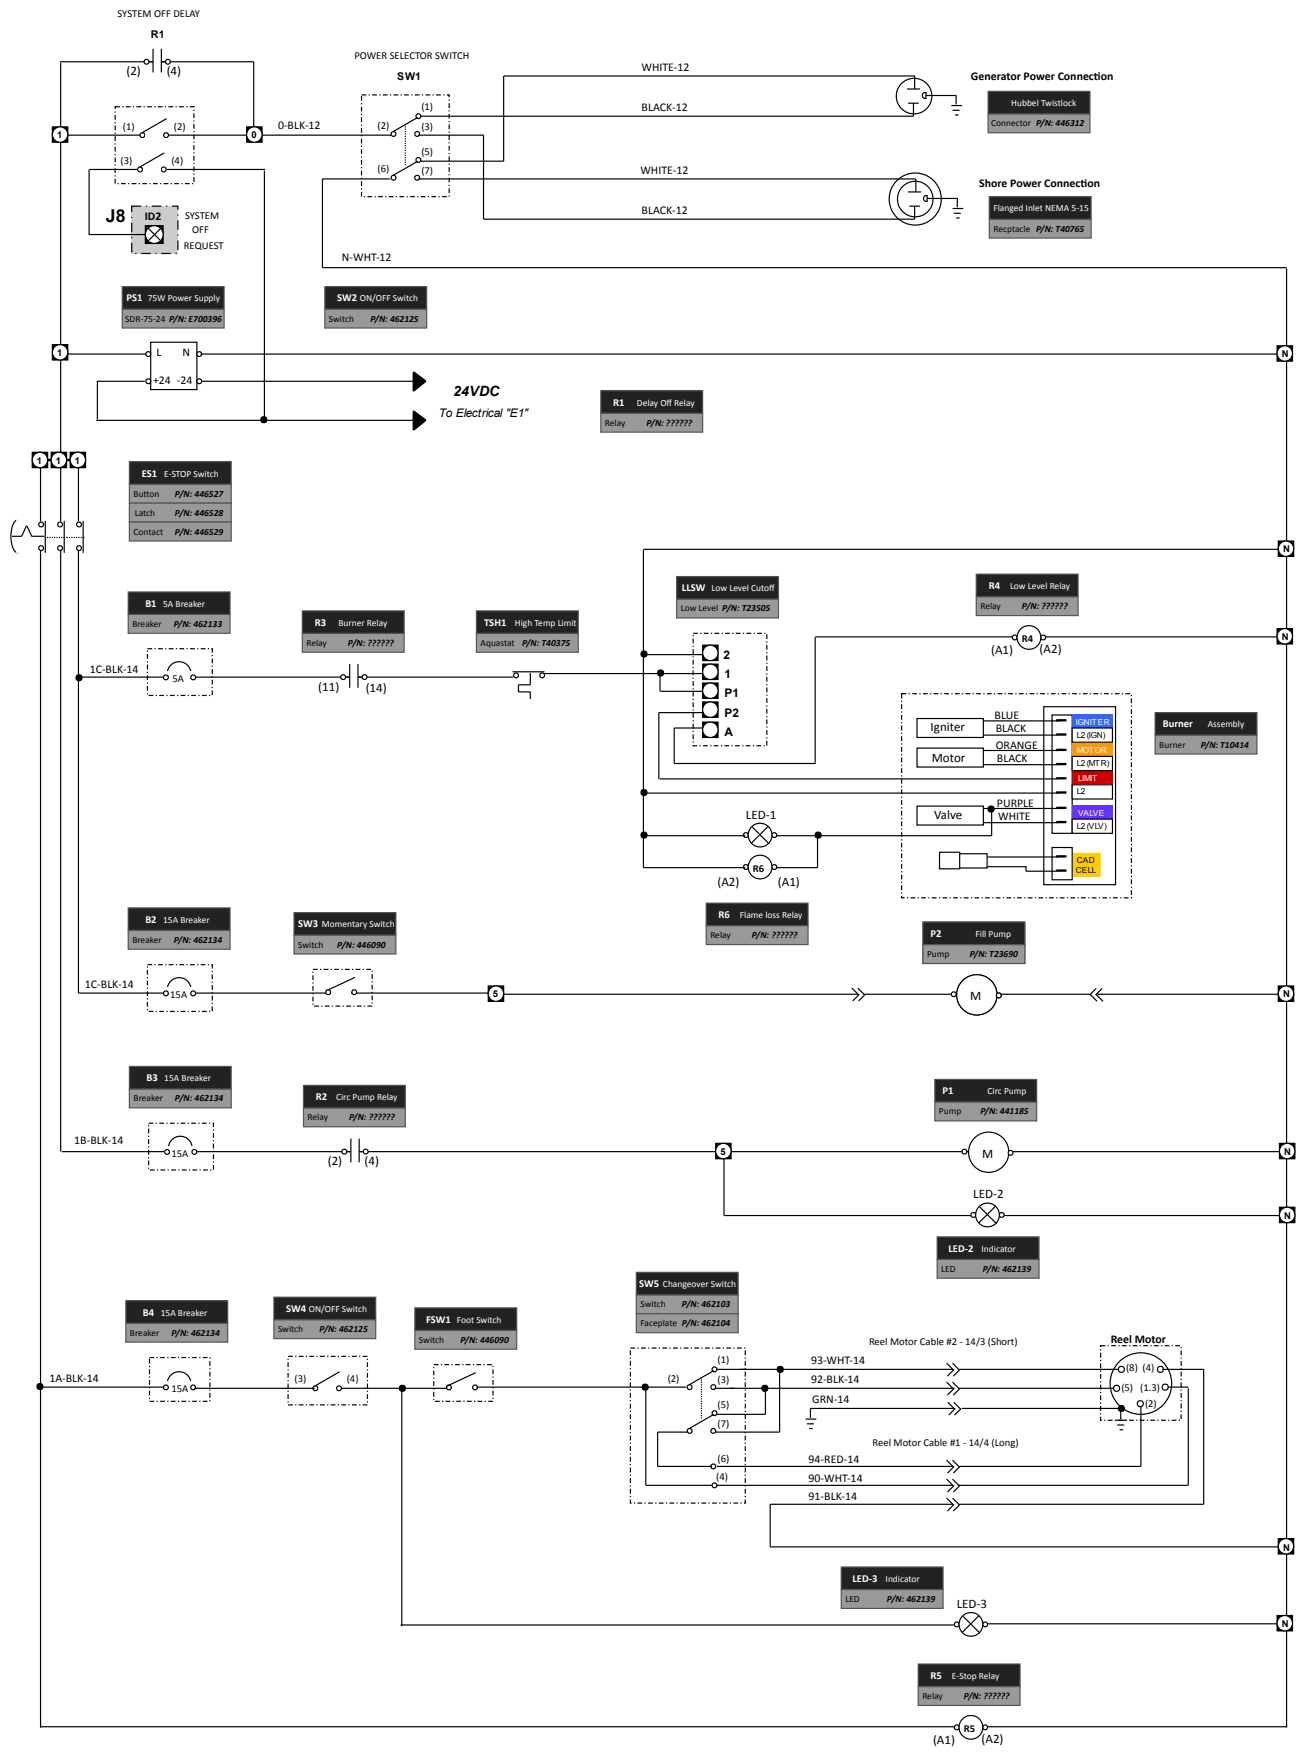 SYSTEM OFF DELAY
R1
(2) (4)
POWER SELECTOR SWITCH
SW1
(1) (2)
(3) (4)
1
0
0-BLK-12
(1)
(2) (3)
(5)
(6) (7)
WHITE-12
BLACK-12
WHITE-12
BLACK-12
N-WHT-12
Generator Power Connection
Hubbel Twistlock
Connector P/N: 446312
Shore Power Connection
Flanged Inlet NEMA 5-15
Recptacle P/N: T40765
J8 ID2
SYSTEM
OFF
REQUEST
PS1 75W Power Supply
SDR-75-24 P/N: E700396
SW2 ON/OFF Switch
Switch P/N: 462125
1
L N
+24 -24
N
24VDC
To Electrical "E1"
R1 Delay Off Relay
Relay P/N: ??????
1 1 1
ES1 E-STOP Switch
Button P/N: 446527
Latch P/N: 446528
Contact P/N: 446529
N
B1 5A Breaker
Breaker P/N: 462133
R3 Burner Relay
Relay P/N: ??????
TSH1 High Temp Limit
Aquastat P/N: T40375
LLSW Low Level Cutoff
Low Level P/N: T23505
R4 Low Level Relay
Relay P/N: ??????
1C-BLK-14
5A
(11) (14)
2
1
P1
P2
A
R4
(A1) (A2)
N
Igniter
Motor
Valve
BLUE
BLACK
ORANGE
BLACK
PURPLE
WHITE
IGNITER
L2 (IGN)
MOTOR
L2 (MTR)
LIMIT
L2
VALVE
L2 (VLV)
CAD
CELL
Burner Assembly
Burner P/N: T10414
LED-1
R6
(A2) (A1)
R6 Flame loss Relay
Relay P/N: ??????
B2 15A Breaker
Breaker P/N: 462134
SW3 Momentary Switch
Switch P/N: 446090
P2 Fill Pump
Pump P/N: T23690
1C-BLK-14
15A
5
M
N
B3 15A Breaker
Breaker P/N: 462134
R2 Circ Pump Relay
Relay P/N: ??????
P1 Circ Pump
Pump P/N: 441185
1B-BLK-14
15A
(2) (4)
5
M
N
LED-2
N
LED-2 Indicator
LED P/N: 462139
B4 15A Breaker
Breaker P/N: 462134
SW4 ON/OFF Switch
Switch P/N: 462125
FSW1 Foot Switch
Switch P/N: 446090
SW5 Changeover Switch
Switch P/N: 462103
Faceplate P/N: 462104
1A-BLK-14
15A
(3) (4)
(1)
(2) (3)
(5)
(7)
(6)
(4)
Reel Motor Cable #2 - 14/3 (Short)
93-WHT-14
92-BLK-14
GRN-14
Reel Motor Cable #1 - 14/4 (Long)
94-RED-14
90-WHT-14
91-BLK-14
Reel Motor
(8) (4)
(5) (1.3)
(2)
N
LED-3 Indicator
LED P/N: 462139
LED-3
N
R5 E-Stop Relay
Relay P/N: ??????
R5
(A1) (A2)